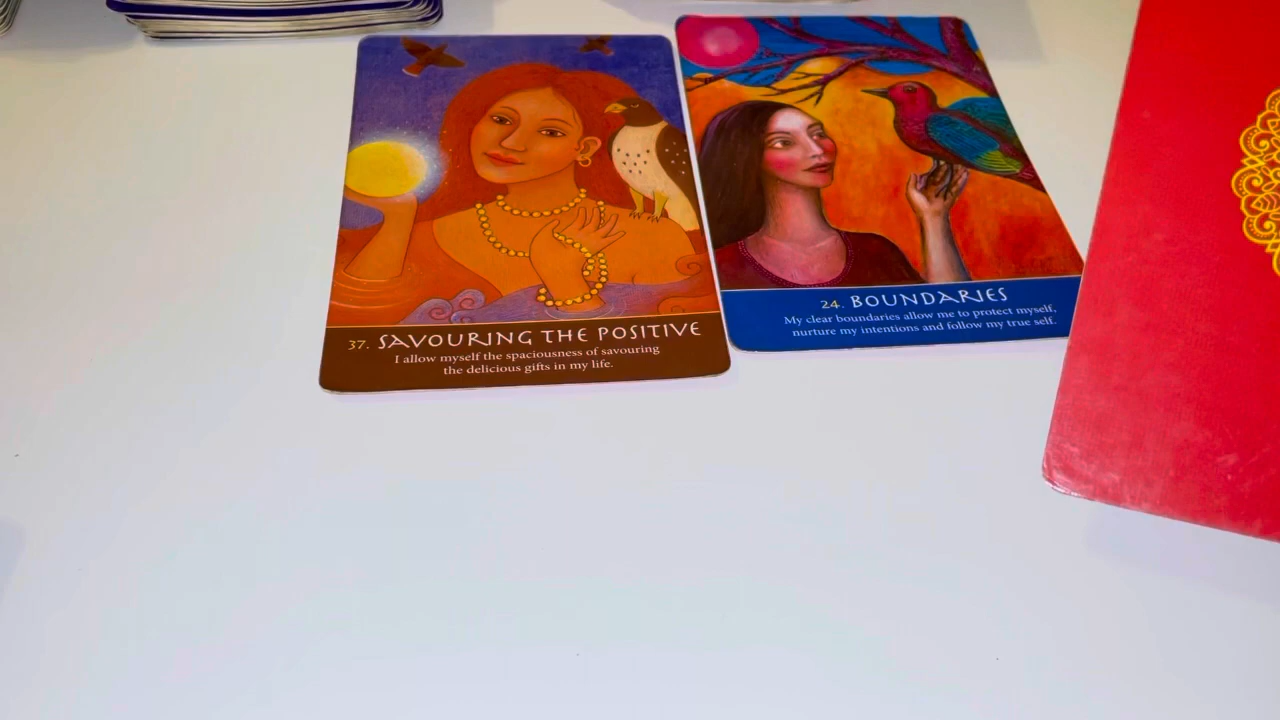 37. SAVOURING THE POSITIVE
I allow myself the spaciousness of savouring
the delicious gifts in my life.
24. BOUNDARIES
My clear boundaries allow me to protect myself,
nurture my intentions and follow my true self.